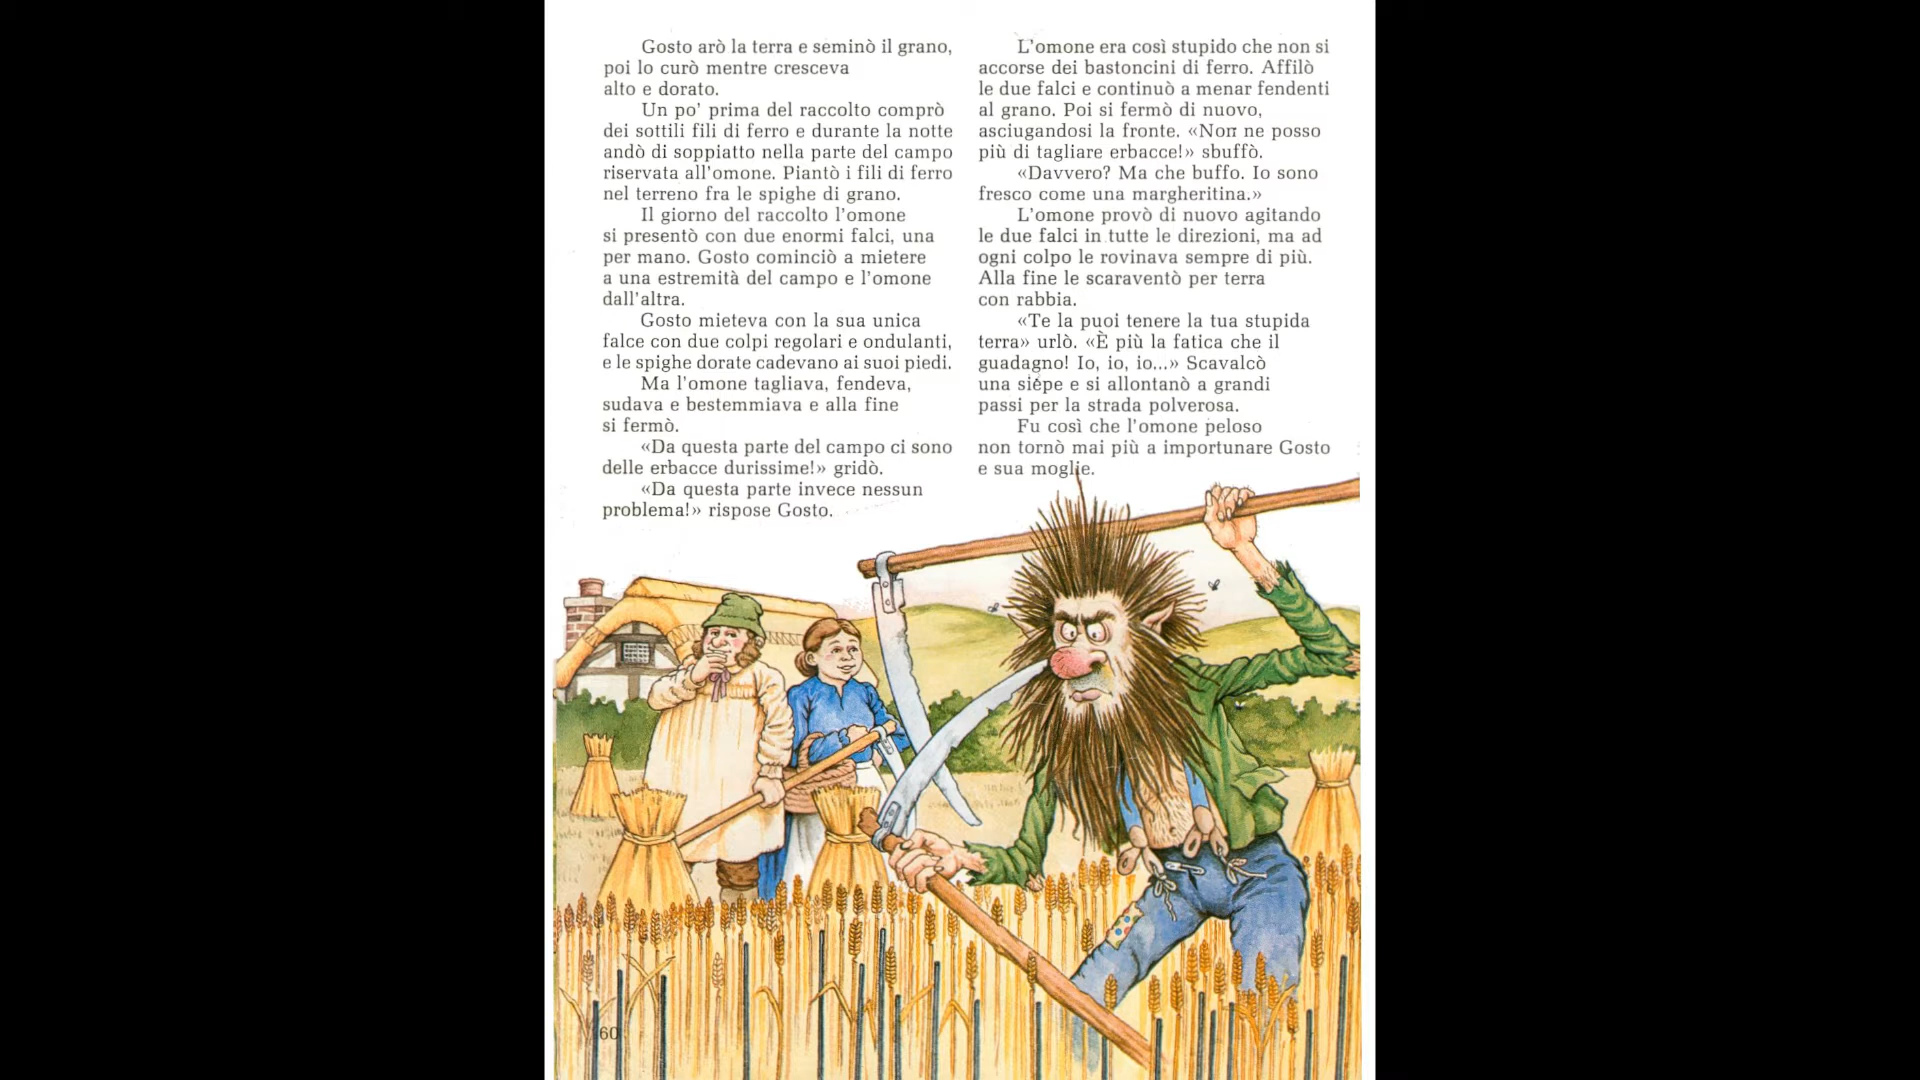 Gosto arò la terra e seminò il grano,
poi lo curò mentre cresceva
alto e dorato.
Un po' prima del raccolto comprò
dei sottili fili di ferro e durante la notte
andò di soppiatto nella parte del campo
riservata all'omone. Piantò i fili di ferro
nel terreno fra le spighe di grano.
Il giorno del raccolto l'omone
si presentò con due enormi falci, una
per mano. Gosto cominciò a mietere
a una estremità del campo e l'omone
dall'altra.
Gosto mieteva con la sua unica
falce con due colpi regolari e ondulanti,
e le spighe dorate cadevano ai suoi piedi.
Ma l'omone tagliava, fendeva,
sudava e bestemmiava e alla fine
si fermò.
«Da questa parte del campo ci sono
delle erbacce durissime!» gridò.
«Da questa parte invece nessun
problema!» rispose Gosto.
L'omone era così stupido che non si
accorse dei bastoncini di ferro. Affilò
le due falci e continuò a menar fendenti
al grano. Poi si fermò di nuovo,
asciugandosi la fronte. «Non ne posso
più di tagliare erbacce!» sbuffò.
«Davvero? Ma che buffo. Io sono
fresco come una margheritina.»
L'omone provò di nuovo agitando
le due falci in tutte le direzioni, ma ad
ogni colpo le rovinava sempre di più.
Alla fine le scaraventò per terra
con rabbia.
«Te la puoi tenere la tua stupida
terra» urlò. «È più la fatica che il
guadagno! Io, io, io...» Scavalcò
una siepe e si allontanò a grandi
passi per la strada polverosa.
Fu così che l'omone peloso
non tornò mai più a importunare Gosto
e sua moglie.
60